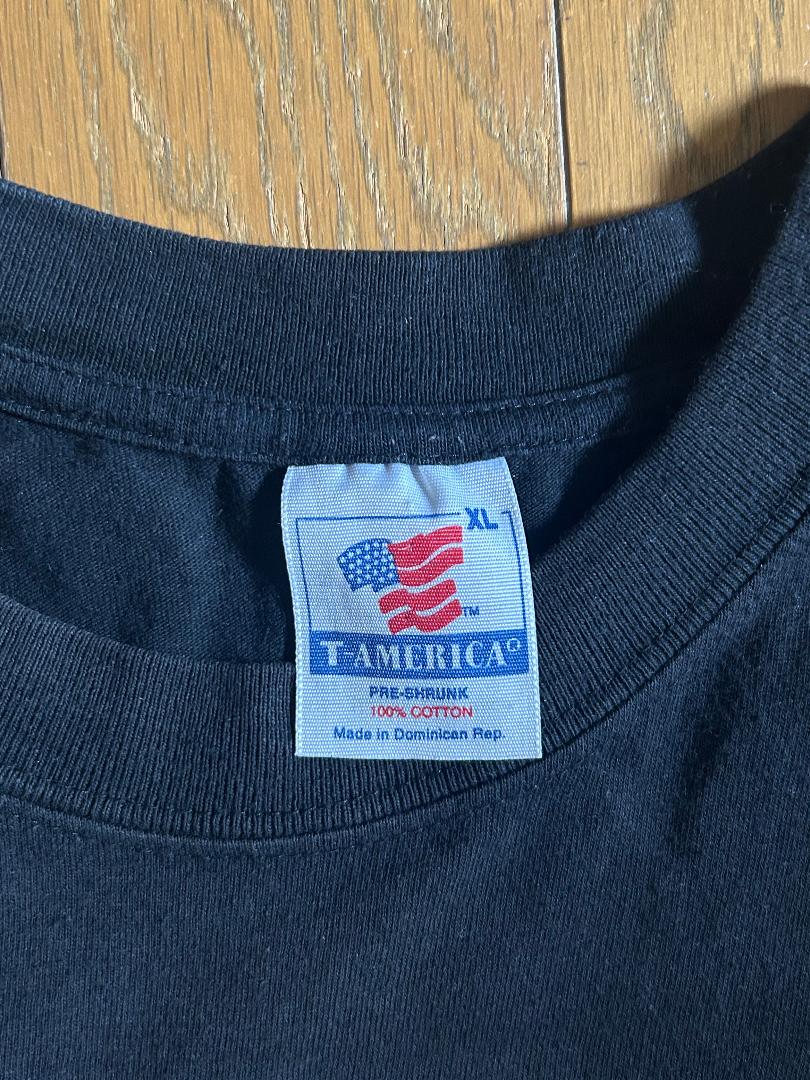 XL
TM
T-AMERICA®
PRE-SHRUNK
100% COTTON
Made in Dominican Rep.